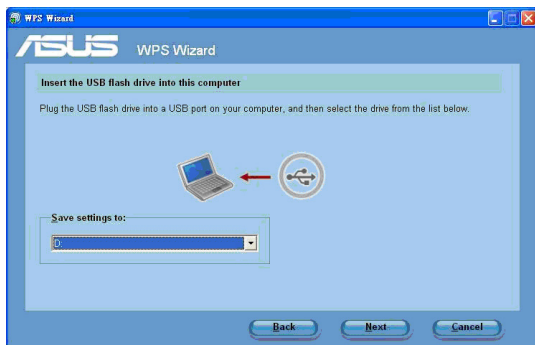 WPS Wizard
ASUS WPS Wizard
Insert the USB flash drive into this computer
Plug the USB flash drive into a USB port on your computer, and then select the drive from the list below.
Save settings to:
D:
Back Next Cancel